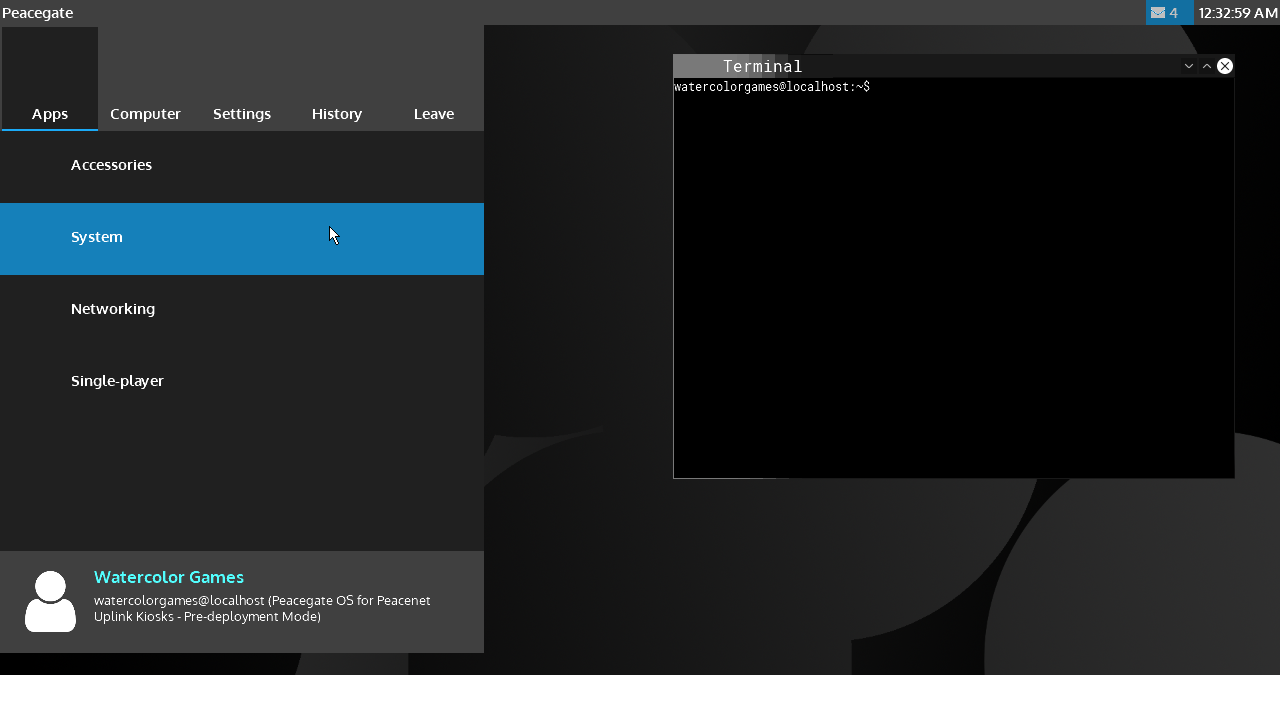 Peacegate
4
12:32:59 AM
Apps
Computer
Settings
History
Leave
Accessories
System
Networking
Single-player
Watercolor Games
watercolorgames@localhost (Peacegate OS for Peacenet
Uplink Kiosks - Pre-deployment Mode)
Terminal
watercolorgames@localhost:~$